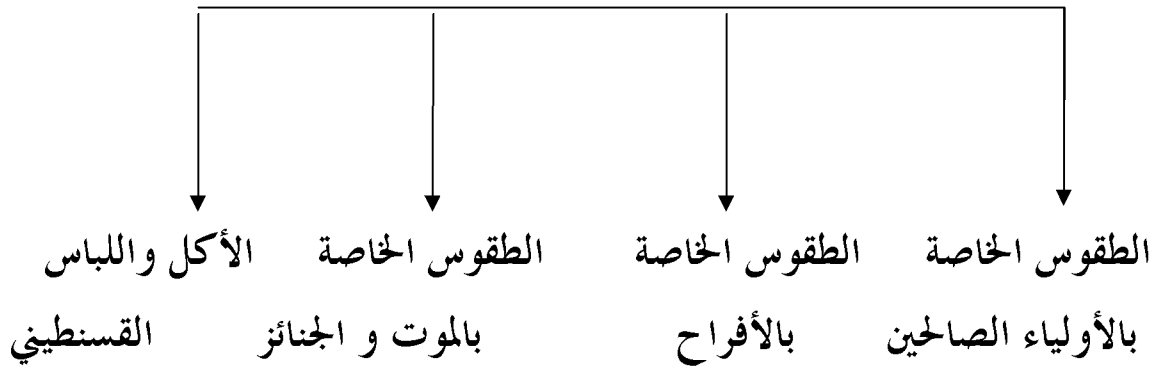 الطقوس الخاصة
بالأولياء الصالحين
الطقوس الخاصة
بالأفراح
الطقوس الخاصة
بالموت و الجنائز
الأكل واللباس
القسنطيني